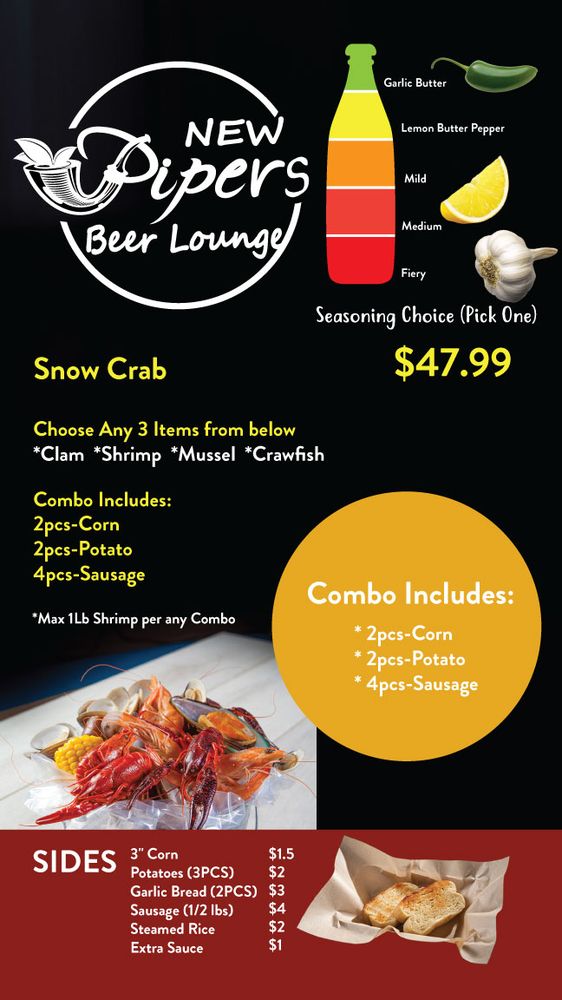 NEW
Pipers
Beer Lounge
Garlic Butter
Lemon Butter Pepper
Mild
Medium
Fiery
Seasoning Choice (Pick One)
Snow Crab
$47.99
Choose Any 3 Items from below
*Clam *Shrimp *Mussel *Crawfish
Combo Includes:
2pcs-Corn
2pcs-Potato
4pcs-Sausage
*Max 1Lb Shrimp per any Combo
Combo Includes:
* 2pcs-Corn
* 2pcs-Potato
* 4pcs-Sausage
SIDES
3" Corn $1.5
Potatoes (3PCS) $2
Garlic Bread (2PCS) $3
Sausage (1/2 lbs) $4
Steamed Rice $2
Extra Sauce $1